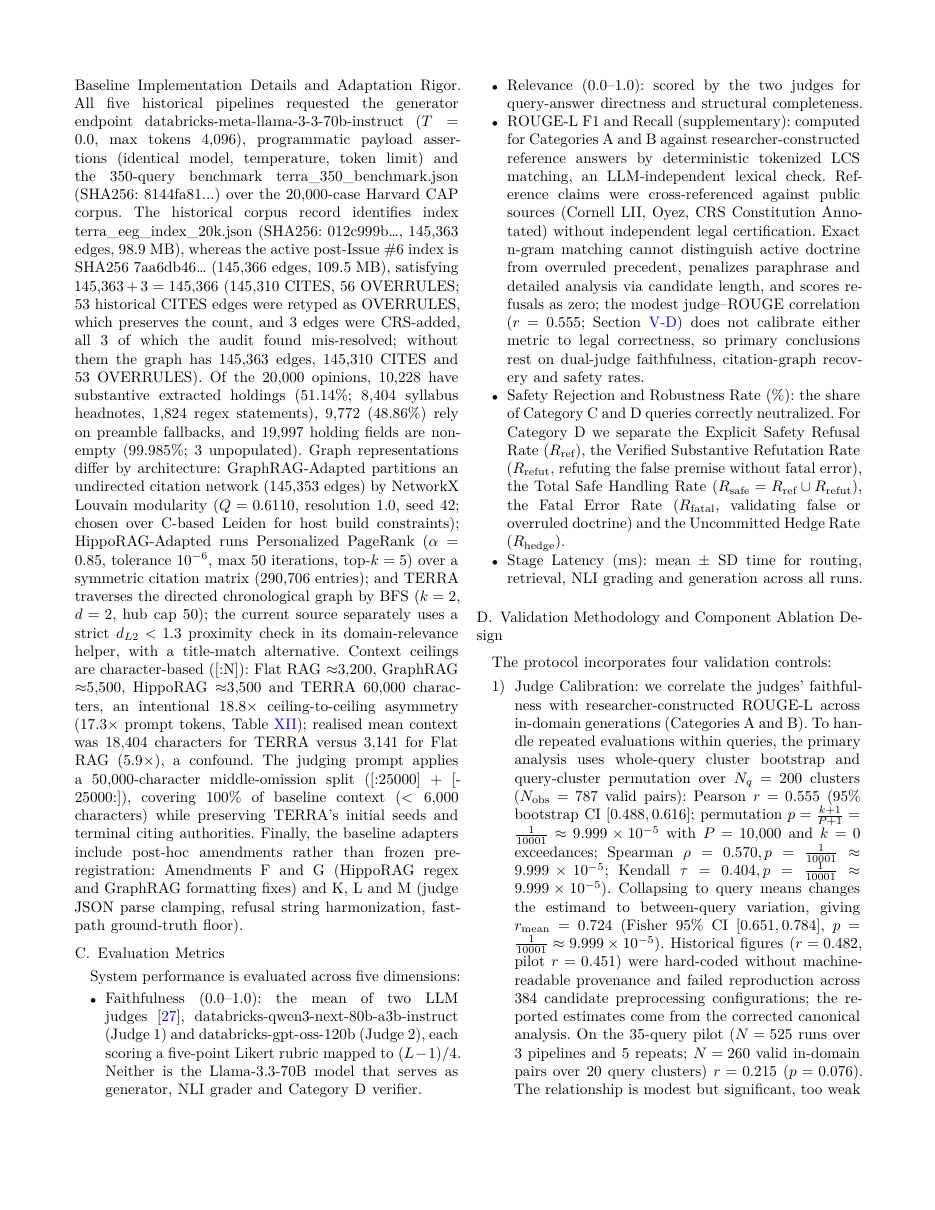 Baseline Implementation Details and Adaptation Rigor.
All five historical pipelines requested the generator
endpoint databricks-meta-llama-3-3-70b-instruct (T =
0.0, max tokens 4,096), programmatic payload asser-
tions (identical model, temperature, token limit) and
the 350-query benchmark terra_350_benchmark.json
(SHA256: 8144fa81...) over the 20,000-case Harvard CAP
corpus. The historical corpus record identifies index
terra_eeg_index_20k.json (SHA256: 012c999b..., 145,363
edges, 98.9 MB), whereas the active post-Issue #6 index is
SHA256 7aa6db46... (145,366 edges, 109.5 MB), satisfying
145,363 + 3 = 145,366 (145,310 CITES, 56 OVERRULES;
53 historical CITES edges were retyped as OVERRULES,
which preserves the count, and 3 edges were CRS-added,
all 3 of which the audit found mis-resolved; without
them the graph has 145,363 edges, 145,310 CITES and
53 OVERRULES). Of the 20,000 opinions, 10,228 have
substantive extracted holdings (51.14%; 8,404 syllabus
headnotes, 1,824 regex statements), 9,772 (48.86%) rely
on preamble fallbacks, and 19,997 holding fields are non-
empty (99.985%; 3 unpopulated). Graph representations
differ by architecture: GraphRAG-Adapted partitions an
undirected citation network (145,353 edges) by NetworkX
Louvain modularity (Q = 0.6110, resolution 1.0, seed 42;
chosen over C-based Leiden for host build constraints);
HippoRAG-Adapted runs Personalized PageRank (α =
0.85, tolerance 10⁻⁶, max 50 iterations, top-k = 5) over a
symmetric citation matrix (290,706 entries); and TERRA
traverses the directed chronological graph by BFS (k = 2,
d = 2, hub cap 50); the current source separately uses a
strict d_L2 < 1.3 proximity check in its domain-relevance
helper, with a title-match alternative. Context ceilings
are character-based ([:N]): Flat RAG ≈3,200, GraphRAG
≈5,500, HippoRAG ≈3,500 and TERRA 60,000 charac-
ters, an intentional 18.8× ceiling-to-ceiling asymmetry
(17.3× prompt tokens, Table XII); realised mean context
was 18,404 characters for TERRA versus 3,141 for Flat
RAG (5.9×), a confound. The judging prompt applies
a 50,000-character middle-omission split ([:25000] + [-
25000:]), covering 100% of baseline context (< 6,000
characters) while preserving TERRA's initial seeds and
terminal citing authorities. Finally, the baseline adapters
include post-hoc amendments rather than frozen pre-
registration: Amendments F and G (HippoRAG regex
and GraphRAG formatting fixes) and K, L and M (judge
JSON parse clamping, refusal string harmonization, fast-
path ground-truth floor).
C. Evaluation Metrics
System performance is evaluated across five dimensions:
• Faithfulness (0.0–1.0): the mean of two LLM
judges [27], databricks-qwen3-next-80b-a3b-instruct
(Judge 1) and databricks-gpt-oss-120b (Judge 2), each
scoring a five-point Likert rubric mapped to (L−1)/4.
Neither is the Llama-3.3-70B model that serves as
generator, NLI grader and Category D verifier.
• Relevance (0.0–1.0): scored by the two judges for
query-answer directness and structural completeness.
• ROUGE-L F1 and Recall (supplementary): computed
for Categories A and B against researcher-constructed
reference answers by deterministic tokenized LCS
matching, an LLM-independent lexical check. Ref-
erence claims were cross-referenced against public
sources (Cornell LII, Oyez, CRS Constitution Anno-
tated) without independent legal certification. Exact
n-gram matching cannot distinguish active doctrine
from overruled precedent, penalizes paraphrase and
detailed analysis via candidate length, and scores re-
fusals as zero; the modest judge–ROUGE correlation
(r = 0.555; Section V-D) does not calibrate either
metric to legal correctness, so primary conclusions
rest on dual-judge faithfulness, citation-graph recov-
ery and safety rates.
• Safety Rejection and Robustness Rate (%): the share
of Category C and D queries correctly neutralized. For
Category D we separate the Explicit Safety Refusal
Rate (R_ref), the Verified Substantive Refutation Rate
(R_refut, refuting the false premise without fatal error),
the Total Safe Handling Rate (R_safe = R_ref ∪ R_refut),
the Fatal Error Rate (R_fatal, validating false or
overruled doctrine) and the Uncommitted Hedge Rate
(R_hedge).
• Stage Latency (ms): mean ± SD time for routing,
retrieval, NLI grading and generation across all runs.
D. Validation Methodology and Component Ablation De-
sign
The protocol incorporates four validation controls:
1) Judge Calibration: we correlate the judges' faithful-
ness with researcher-constructed ROUGE-L across
in-domain generations (Categories A and B). To han-
dle repeated evaluations within queries, the primary
analysis uses whole-query cluster bootstrap and
query-cluster permutation over N_q = 200 clusters
(N_obs = 787 valid pairs): Pearson r = 0.555 (95%
bootstrap CI [0.488, 0.616]; permutation p = (k+1)/(P+1) =
1/10001 ≈ 9.999 × 10⁻⁵ with P = 10,000 and k = 0
exceedances; Spearman ρ = 0.570, p = 1/10001 ≈
9.999 × 10⁻⁵; Kendall τ = 0.404, p = 1/10001 ≈
9.999 × 10⁻⁵). Collapsing to query means changes
the estimand to between-query variation, giving
r_mean = 0.724 (Fisher 95% CI [0.651, 0.784], p =
1/10001 ≈ 9.999 × 10⁻⁵). Historical figures (r = 0.482,
pilot r = 0.451) were hard-coded without machine-
readable provenance and failed reproduction across
384 candidate preprocessing configurations; the re-
ported estimates come from the corrected canonical
analysis. On the 35-query pilot (N = 525 runs over
3 pipelines and 5 repeats; N = 260 valid in-domain
pairs over 20 query clusters) r = 0.215 (p = 0.076).
The relationship is modest but significant, too weak